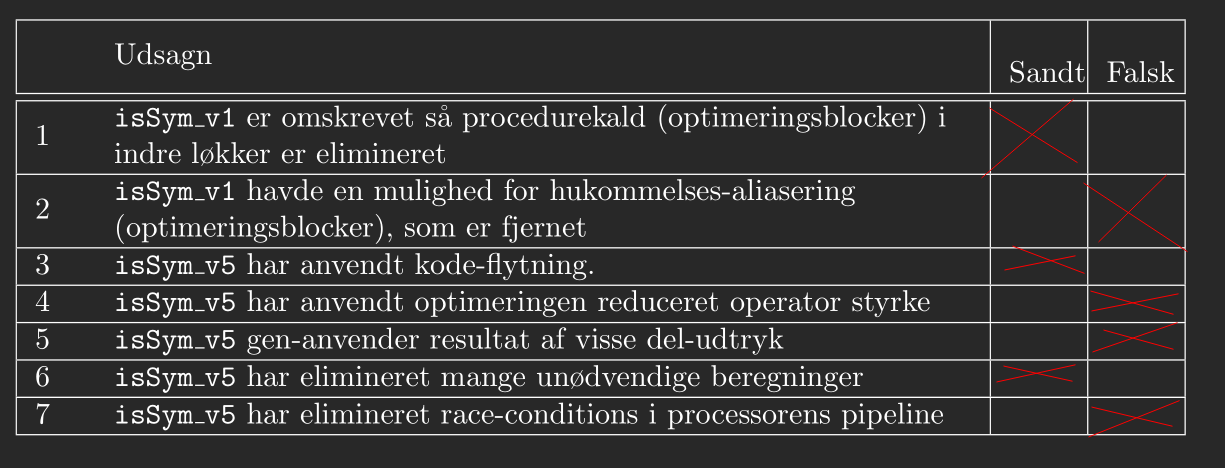 Udsagn Sandt Falsk
1 isSym_v1 er omskrevet så procedurekald (optimeringsblocker) i
indre løkker er elimineret
2 isSym_v1 havde en mulighed for hukommelses-aliasering
(optimeringsblocker), som er fjernet
3 isSym_v5 har anvendt kode-flytning.
4 isSym_v5 har anvendt optimeringen reduceret operator styrke
5 isSym_v5 gen-anvender resultat af visse del-udtryk
6 isSym_v5 har elimineret mange unødvendige beregninger
7 isSym_v5 har elimineret race-conditions i processorens pipeline